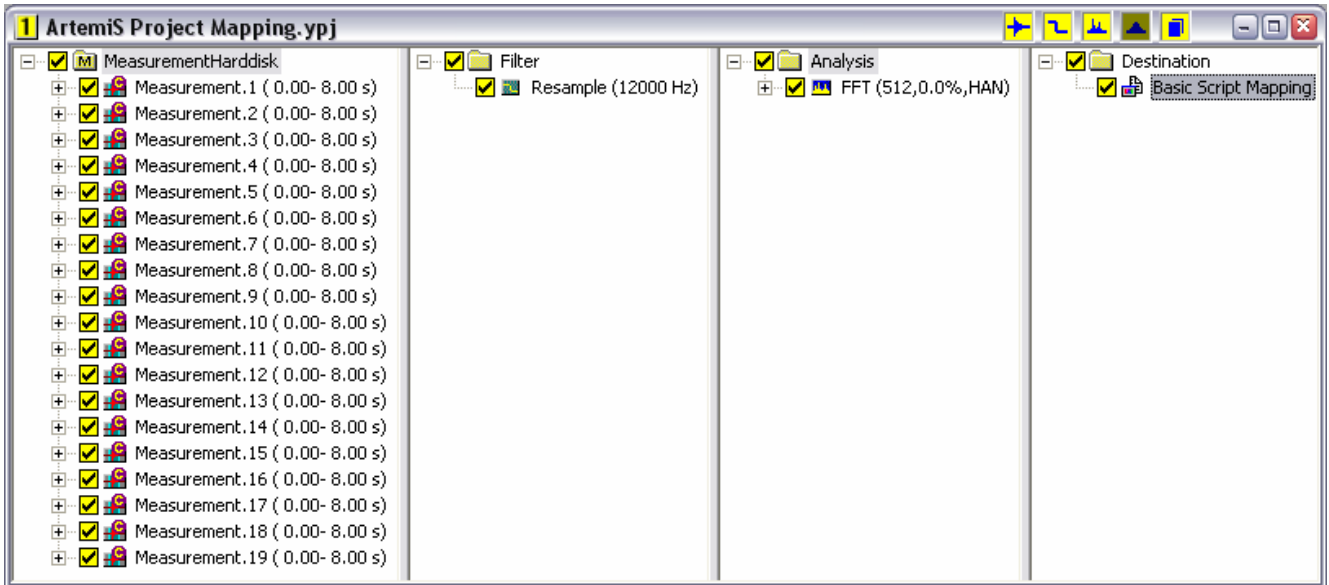 1 ArtemiS Project Mapping.ypj
M MeasurementHarddisk
Measurement.1 ( 0.00- 8.00 s)
Measurement.2 ( 0.00- 8.00 s)
Measurement.3 ( 0.00- 8.00 s)
Measurement.4 ( 0.00- 8.00 s)
Measurement.5 ( 0.00- 8.00 s)
Measurement.6 ( 0.00- 8.00 s)
Measurement.7 ( 0.00- 8.00 s)
Measurement.8 ( 0.00- 8.00 s)
Measurement.9 ( 0.00- 8.00 s)
Measurement.10 ( 0.00- 8.00 s)
Measurement.11 ( 0.00- 8.00 s)
Measurement.12 ( 0.00- 8.00 s)
Measurement.13 ( 0.00- 8.00 s)
Measurement.14 ( 0.00- 8.00 s)
Measurement.15 ( 0.00- 8.00 s)
Measurement.16 ( 0.00- 8.00 s)
Measurement.17 ( 0.00- 8.00 s)
Measurement.18 ( 0.00- 8.00 s)
Measurement.19 ( 0.00- 8.00 s)
Filter
Resample (12000 Hz)
Analysis
FFT (512,0.0%,HAN)
Destination
Basic Script Mapping